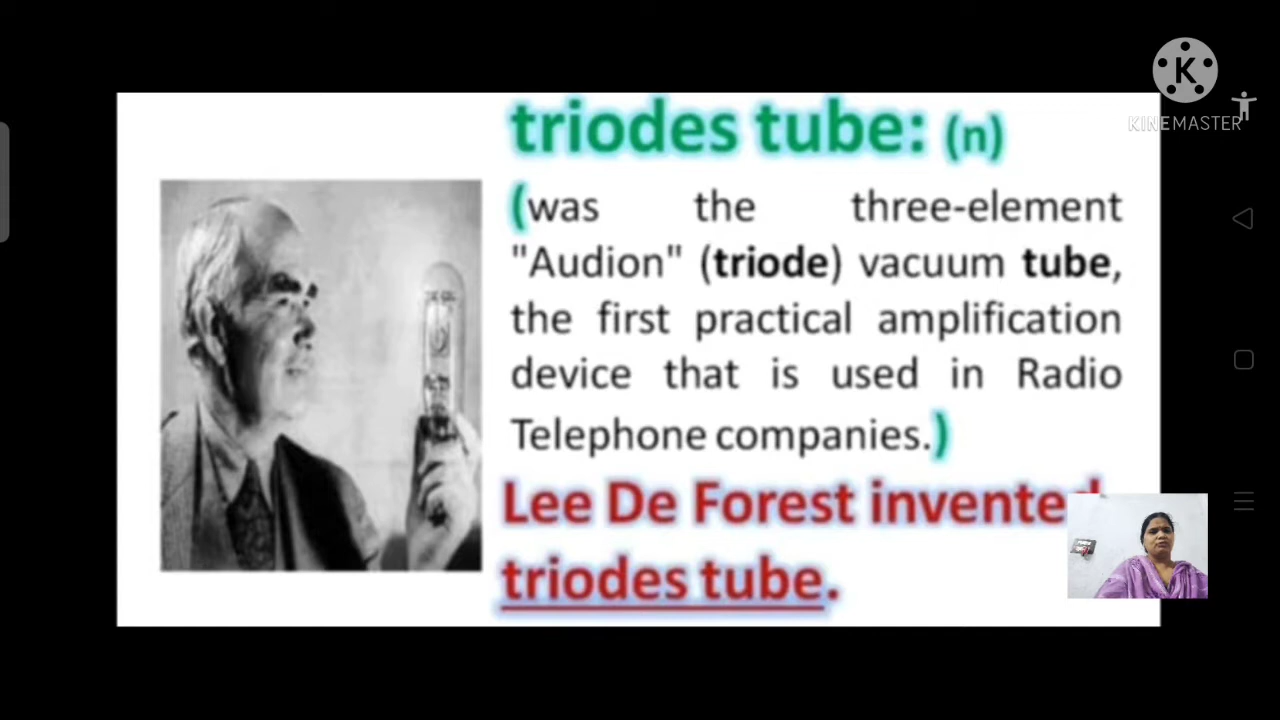 triodes tube: (n)
K
KINEMASTER
(was the three-element
"Audion" (triode) vacuum tube,
the first practical amplification
device that is used in Radio
Telephone companies.)
Lee De Forest invented
triodes tube.